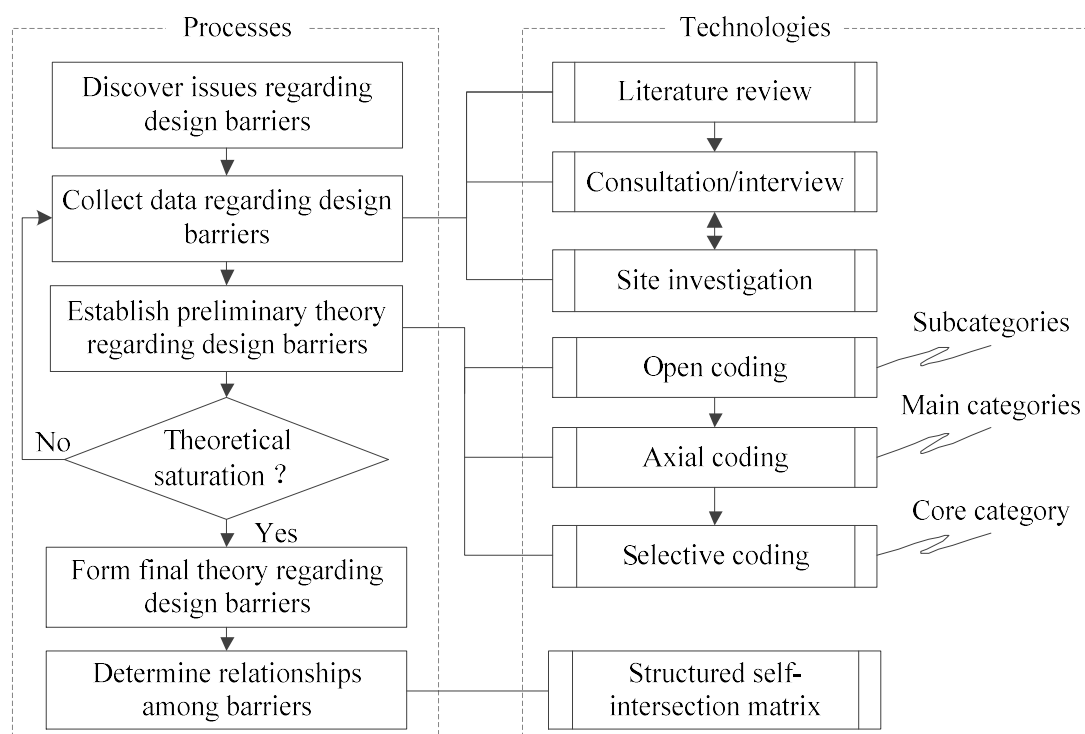 Processes
Discover issues regarding
design barriers
Collect data regarding design
barriers
Establish preliminary theory
regarding design barriers
No
Theoretical
saturation ?
Yes
Form final theory regarding
design barriers
Determine relationships
among barriers
Technologies
Literature review
Consultation/interview
Site investigation
Subcategories
Open coding
Main categories
Axial coding
Core category
Selective coding
Structured self-
intersection matrix